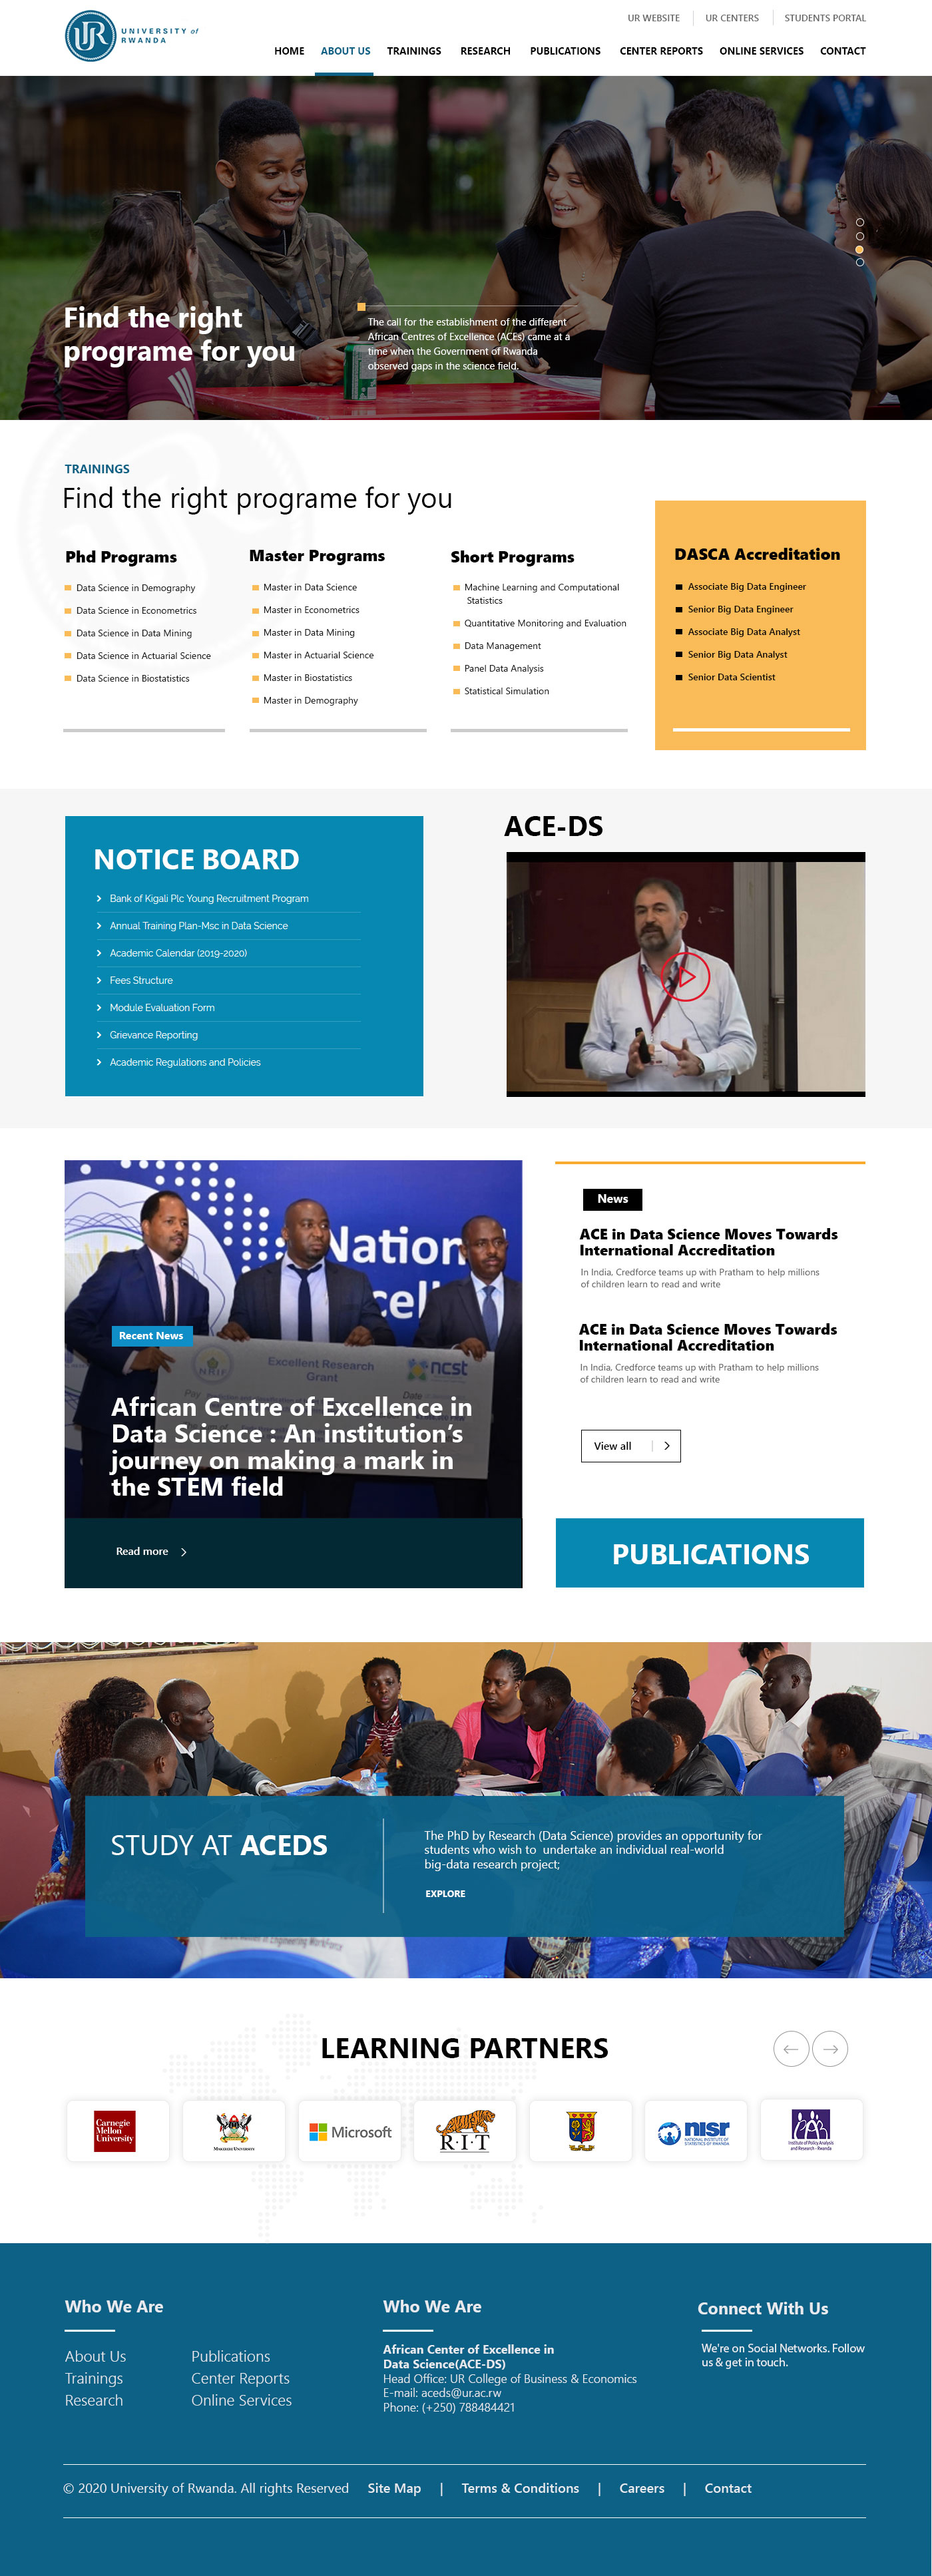 UR WEBSITE
UR CENTERS
STUDENTS PORTAL
UR
UNIVERSITY of
RWANDA
HOME
ABOUT US
TRAININGS
RESEARCH
PUBLICATIONS
CENTER REPORTS
ONLINE SERVICES
CONTACT
Find the right
programe for you
The call for the establishment of the different
African Centres of Excellence (ACEs) came at a
time when the Government of Rwanda
observed gaps in the science field.
TRAININGS
Find the right programe for you
Phd Programs
Data Science in Demography
Data Science in Econometrics
Data Science in Data Mining
Data Science in Actuarial Science
Data Science in Biostatistics
Master Programs
Master in Data Science
Master in Econometrics
Master in Data Mining
Master in Actuarial Science
Master in Biostatistics
Master in Demography
Short Programs
Machine Learning and Computational
Statistics
Quantitative Monitoring and Evaluation
Data Management
Panel Data Analysis
Statistical Simulation
DASCA Accreditation
Associate Big Data Engineer
Senior Big Data Engineer
Associate Big Data Analyst
Senior Big Data Analyst
Senior Data Scientist
NOTICE BOARD
Bank of Kigali Plc Young Recruitment Program
Annual Training Plan-Msc in Data Science
Academic Calendar (2019-2020)
Fees Structure
Module Evaluation Form
Grievance Reporting
Academic Regulations and Policies
ACE-DS
Nation
cell
Recent News
Excellent Research
Grant
ncst
Pay
Date
African Centre of Excellence in
Data Science : An institution's
journey on making a mark in
the STEM field
Read more
News
ACE in Data Science Moves Towards
International Accreditation
In India, Credforce teams up with Pratham to help millions
of children learn to read and write
ACE in Data Science Moves Towards
International Accreditation
In India, Credforce teams up with Pratham to help millions
of children learn to read and write
View all
PUBLICATIONS
STUDY AT ACEDS
The PhD by Research (Data Science) provides an opportunity for
students who wish to undertake an individual real-world
big-data research project;
EXPLORE
LEARNING PARTNERS
Carnegie
Mellon
University
MAKERERE UNIVERSITY
Microsoft
R·I·T
nisr
NATIONAL INSTITUTE OF
STATISTICS OF RWANDA
Institute of Policy Analysis
and Research - Rwanda
Who We Are
About Us
Trainings
Research
Publications
Center Reports
Online Services
Who We Are
African Center of Excellence in
Data Science(ACE-DS)
Head Office: UR College of Business & Economics
E-mail: aceds@ur.ac.rw
Phone: (+250) 788484421
Connect With Us
We're on Social Networks. Follow
us & get in touch.
© 2020 University of Rwanda. All rights Reserved
Site Map | Terms & Conditions | Careers | Contact